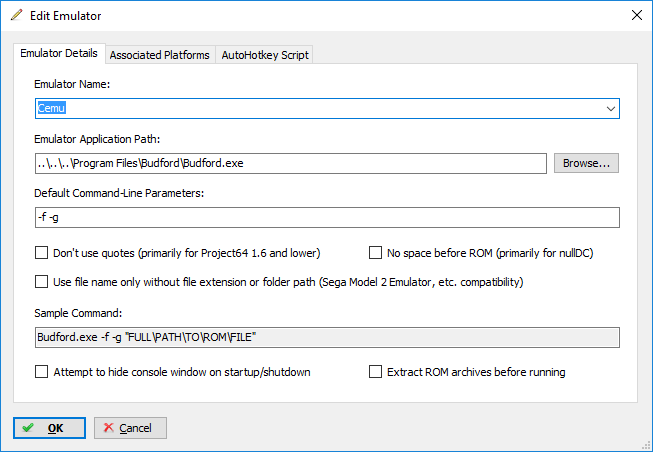 Edit Emulator
Emulator Details Associated Platforms AutoHotkey Script
Emulator Name:
Cemu
Emulator Application Path:
..\..\..\Program Files\Budford\Budford.exe Browse...
Default Command-Line Parameters:
-f -g
Don't use quotes (primarily for Project64 1.6 and lower) No space before ROM (primarily for nullDC)
Use file name only without file extension or folder path (Sega Model 2 Emulator, etc. compatibility)
Sample Command:
Budford.exe -f -g "FULL\PATH\TO\ROM\FILE"
Attempt to hide console window on startup/shutdown Extract ROM archives before running
OK Cancel